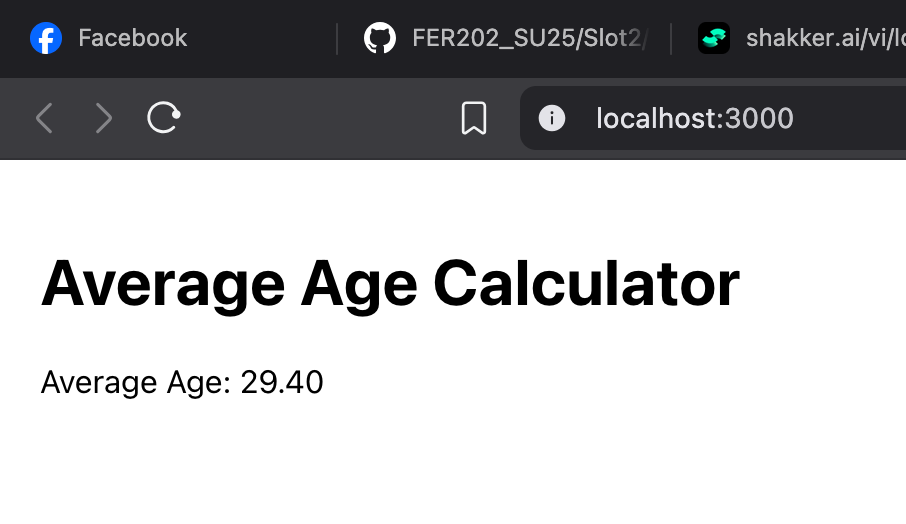 Facebook
FER202_SU25/Slot2/
shakker.ai/vi/
localhost:3000
Average Age Calculator
Average Age: 29.40